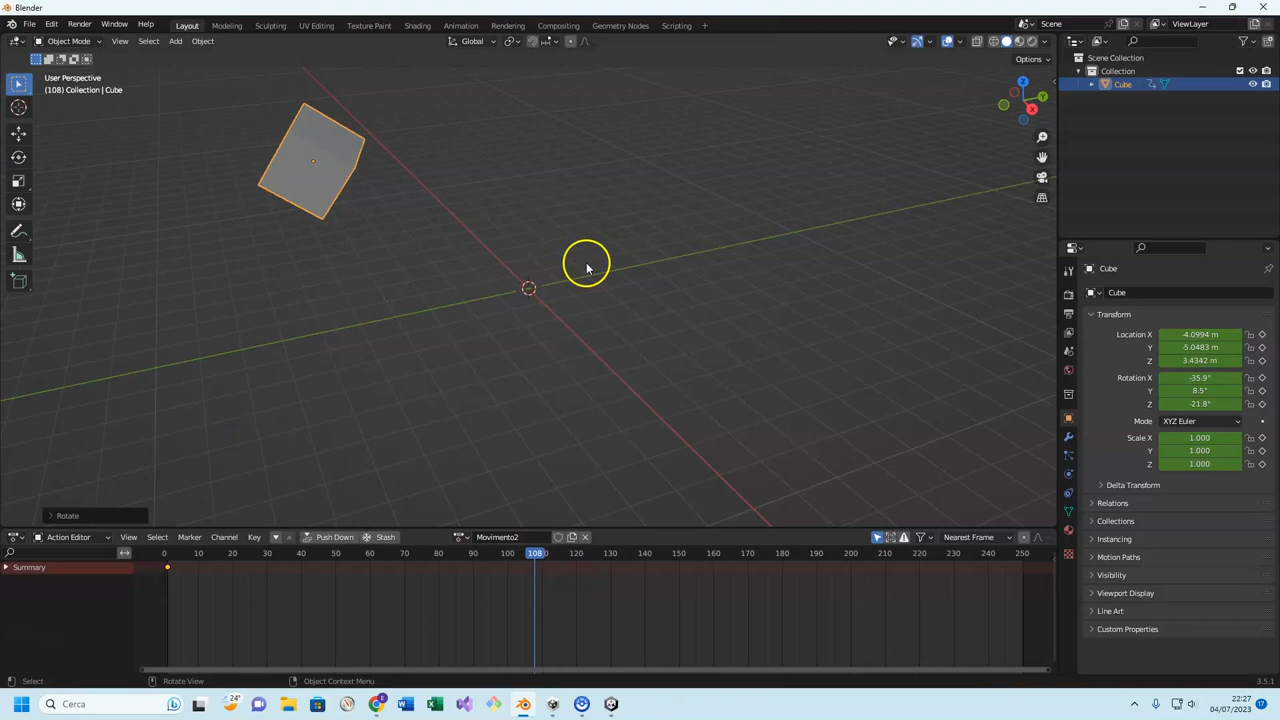 Blender
File Edit Render Window Help
Layout Modeling Sculpting UV Editing Texture Paint Shading Animation Rendering Compositing Geometry Nodes Scripting +
Scene
ViewLayer
Object Mode View Select Add Object
Global
Options
User Perspective
(108) Collection | Cube
Z
Y
X
Scene Collection
Collection
Cube
Cube
Cube
Transform
Location X -4.0994 m
Y -5.0483 m
Z 3.4342 m
Rotation X -35.9°
Y 8.5°
Z -21.8°
Mode XYZ Euler
Scale X 1.000
Y 1.000
Z 1.000
Delta Transform
Relations
Collections
Instancing
Motion Paths
Visibility
Viewport Display
Line Art
Custom Properties
Rotate
Action Editor View Select Marker Channel Key Push Down Stash Movimento2 Nearest Frame
0 10 20 30 40 50 60 70 80 90 100 108 120 130 140 150 160 170 180 190 200 210 220 230 240 250
Summary
Select Rotate View Object Context Menu 3.5.1
Cerca
24°
22:27
04/07/2023
17